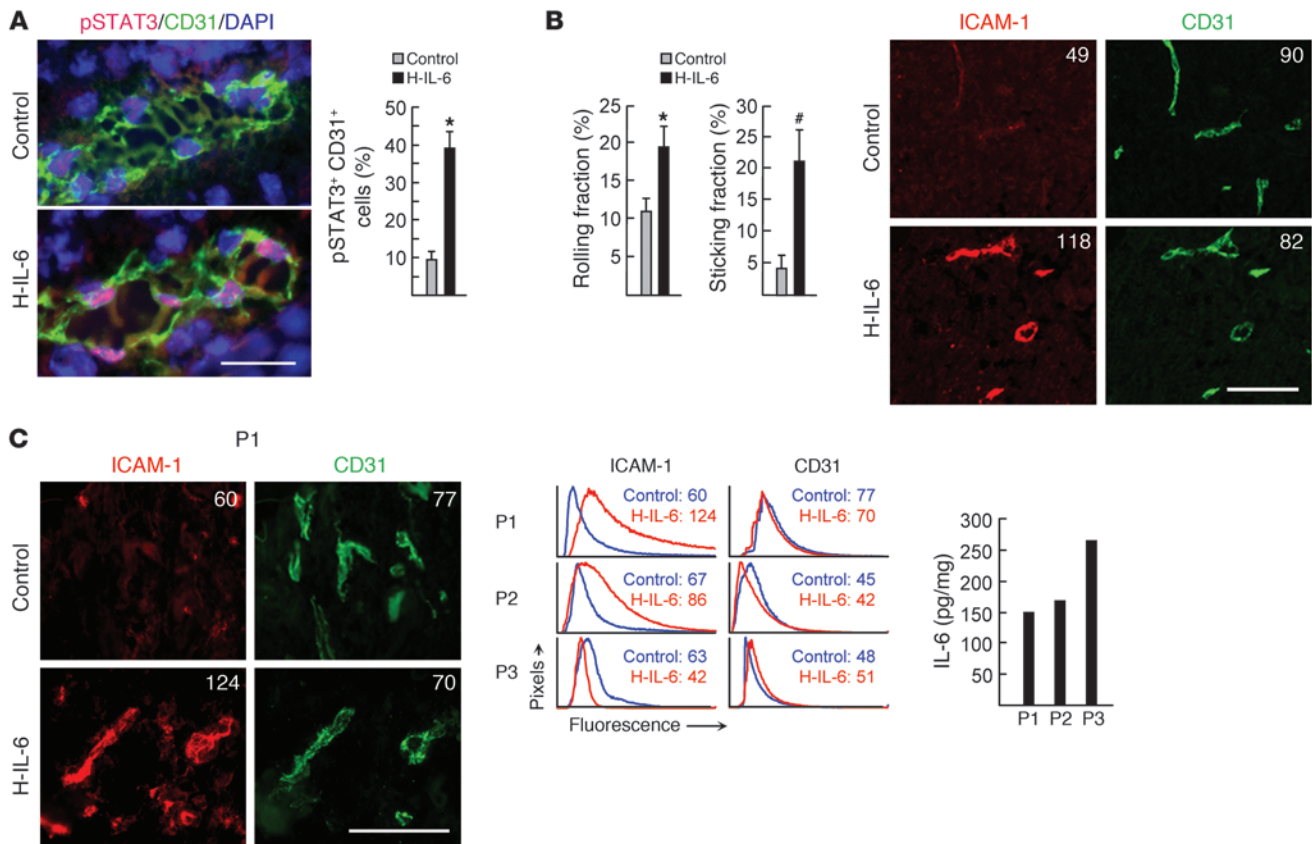 A
pSTAT3/CD31/DAPI
Control
H-IL-6
Control
H-IL-6
pSTAT3+ CD31+
cells (%)
50
45
40
35
30
25
20
15
10
*
B
Control
H-IL-6
Rolling fraction (%)
25
20
15
10
5
*
Sticking fraction (%)
30
25
20
15
10
5
#
ICAM-1
CD31
Control
49
90
H-IL-6
118
82
C
P1
ICAM-1
CD31
Control
60
77
H-IL-6
124
70
ICAM-1
CD31
P1
Control: 60
H-IL-6: 124
Control: 77
H-IL-6: 70
P2
Control: 67
H-IL-6: 86
Control: 45
H-IL-6: 42
P3
Control: 63
H-IL-6: 42
Control: 48
H-IL-6: 51
Pixels →
Fluorescence →
IL-6 (pg/mg)
300
250
200
150
100
50
P1 P2 P3